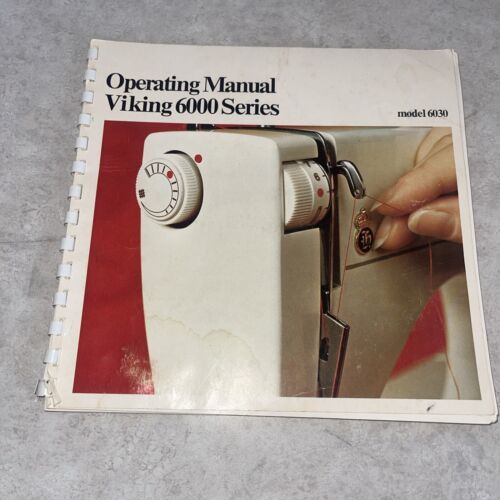 Operating Manual
Viking 6000 Series
model 6030